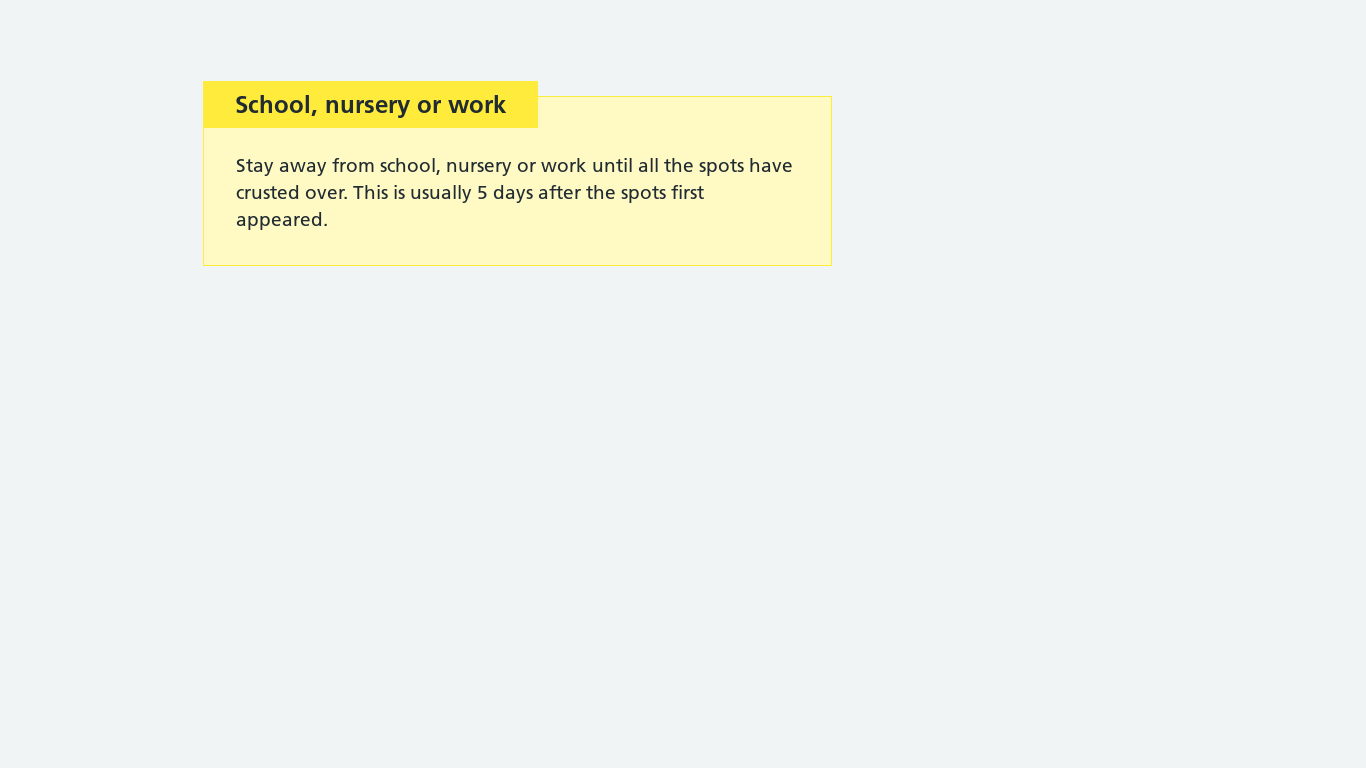 School, nursery or work
Stay away from school, nursery or work until all the spots have
crusted over. This is usually 5 days after the spots first
appeared.